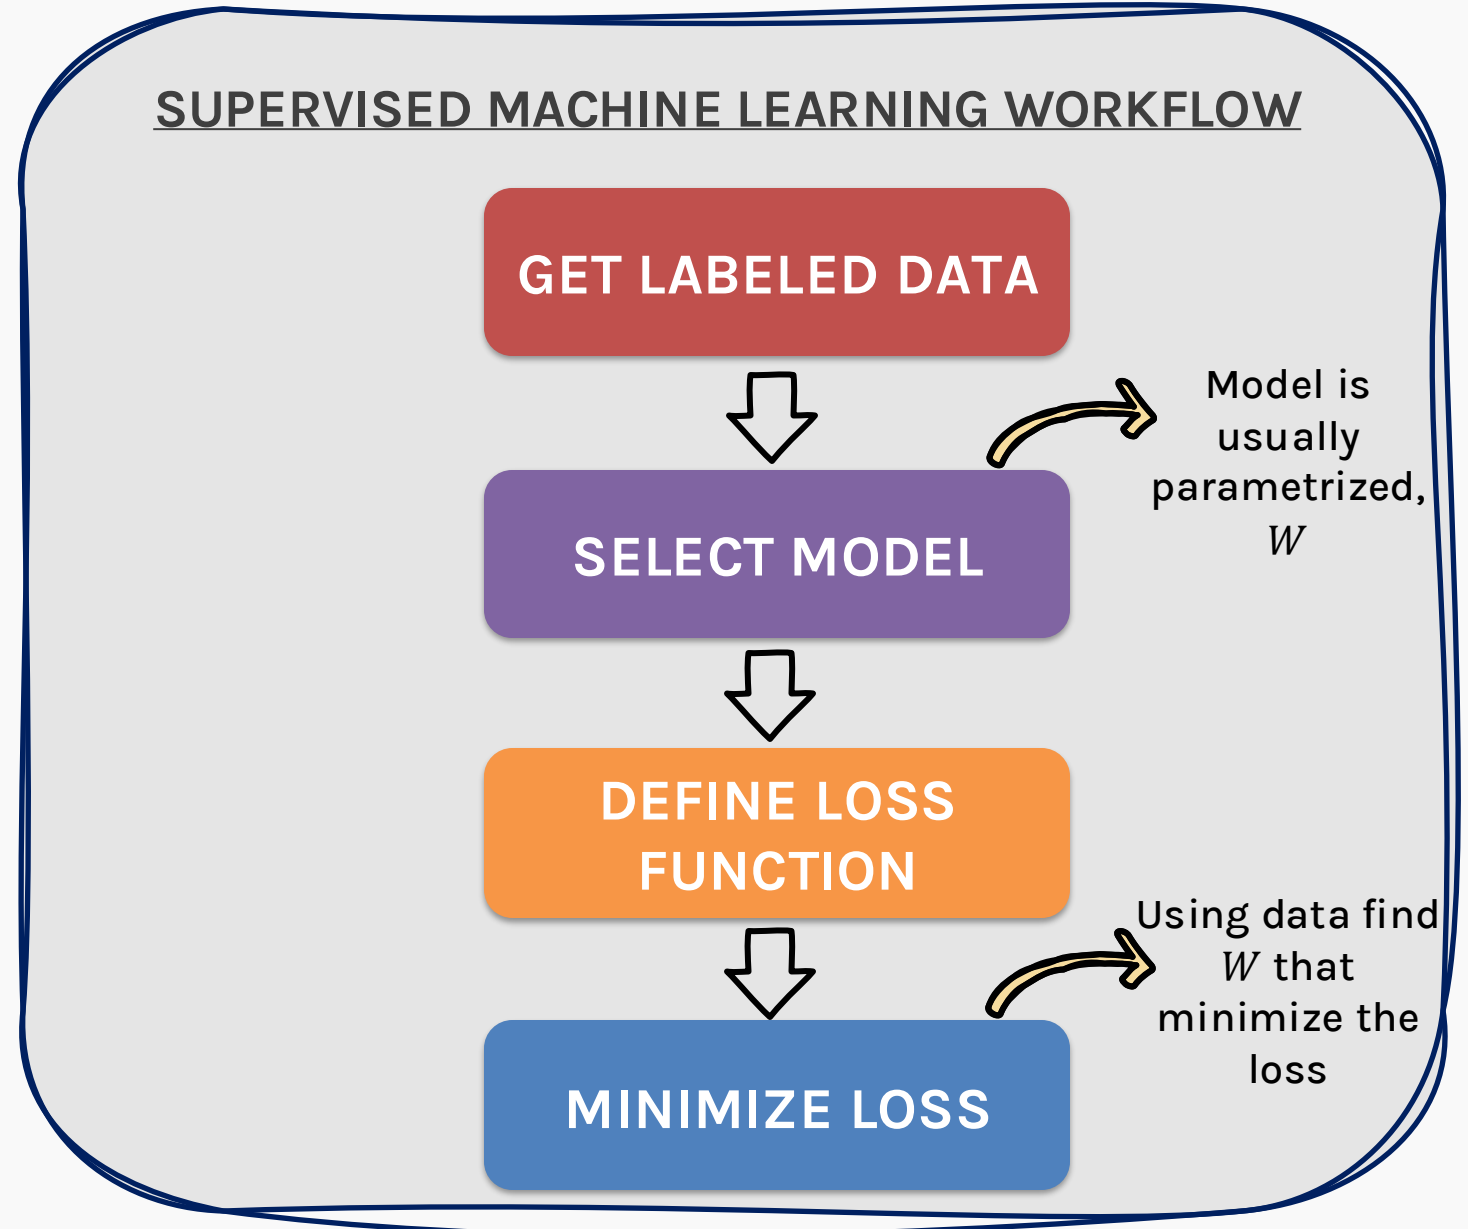 SUPERVISED MACHINE LEARNING WORKFLOW
GET LABELED DATA
Model is
usually
parametrized,
W
SELECT MODEL
DEFINE LOSS
FUNCTION
Using data find
W that
minimize the
loss
MINIMIZE LOSS